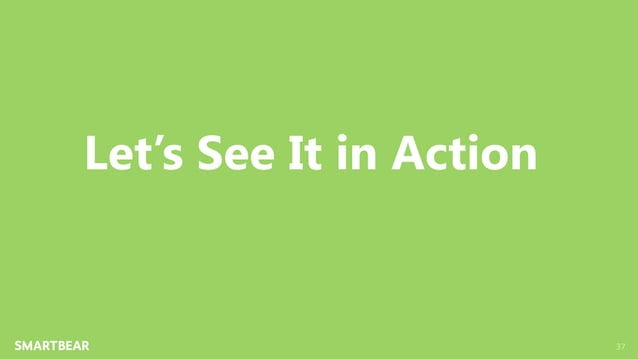 Let’s See It in Action
SMARTBEAR
37